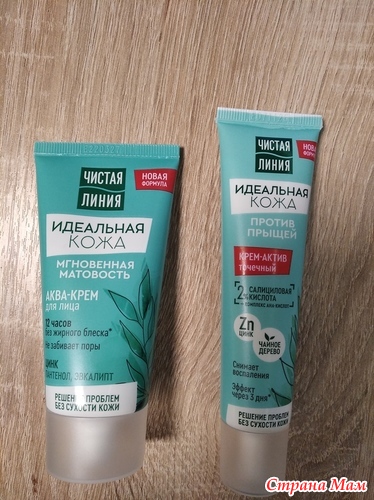 ЧИСТАЯ
ЛИНИЯ
НОВАЯ
ФОРМУЛА
ИДЕАЛЬНАЯ
КОЖА
МГНОВЕННАЯ
МАТОВОСТЬ
АКВА-КРЕМ
для лица
12 часов
без жирного блеска*
Не забивает поры
ЦИНК
ПАНТЕНОЛ, ЭВКАЛИПТ
РЕШЕНИЕ ПРОБЛЕМ
БЕЗ СУХОСТИ КОЖИ
ЧИСТАЯ
ЛИНИЯ
НОВАЯ
ФОРМУЛА
ИДЕАЛЬНАЯ
КОЖА
ПРОТИВ
ПРЫЩЕЙ
КРЕМ-АКТИВ
точечный
2%
САЛИЦИЛОВАЯ
КИСЛОТА
+КОМПЛЕКС АНА-КИСЛОТ
Zn
ЦИНК
ЧАЙНОЕ
ДЕРЕВО
Снимает
воспаления
Эффект
через 3 дня*
РЕШЕНИЕ ПРОБЛЕМ
БЕЗ СУХОСТИ КОЖИ
Страна Мам